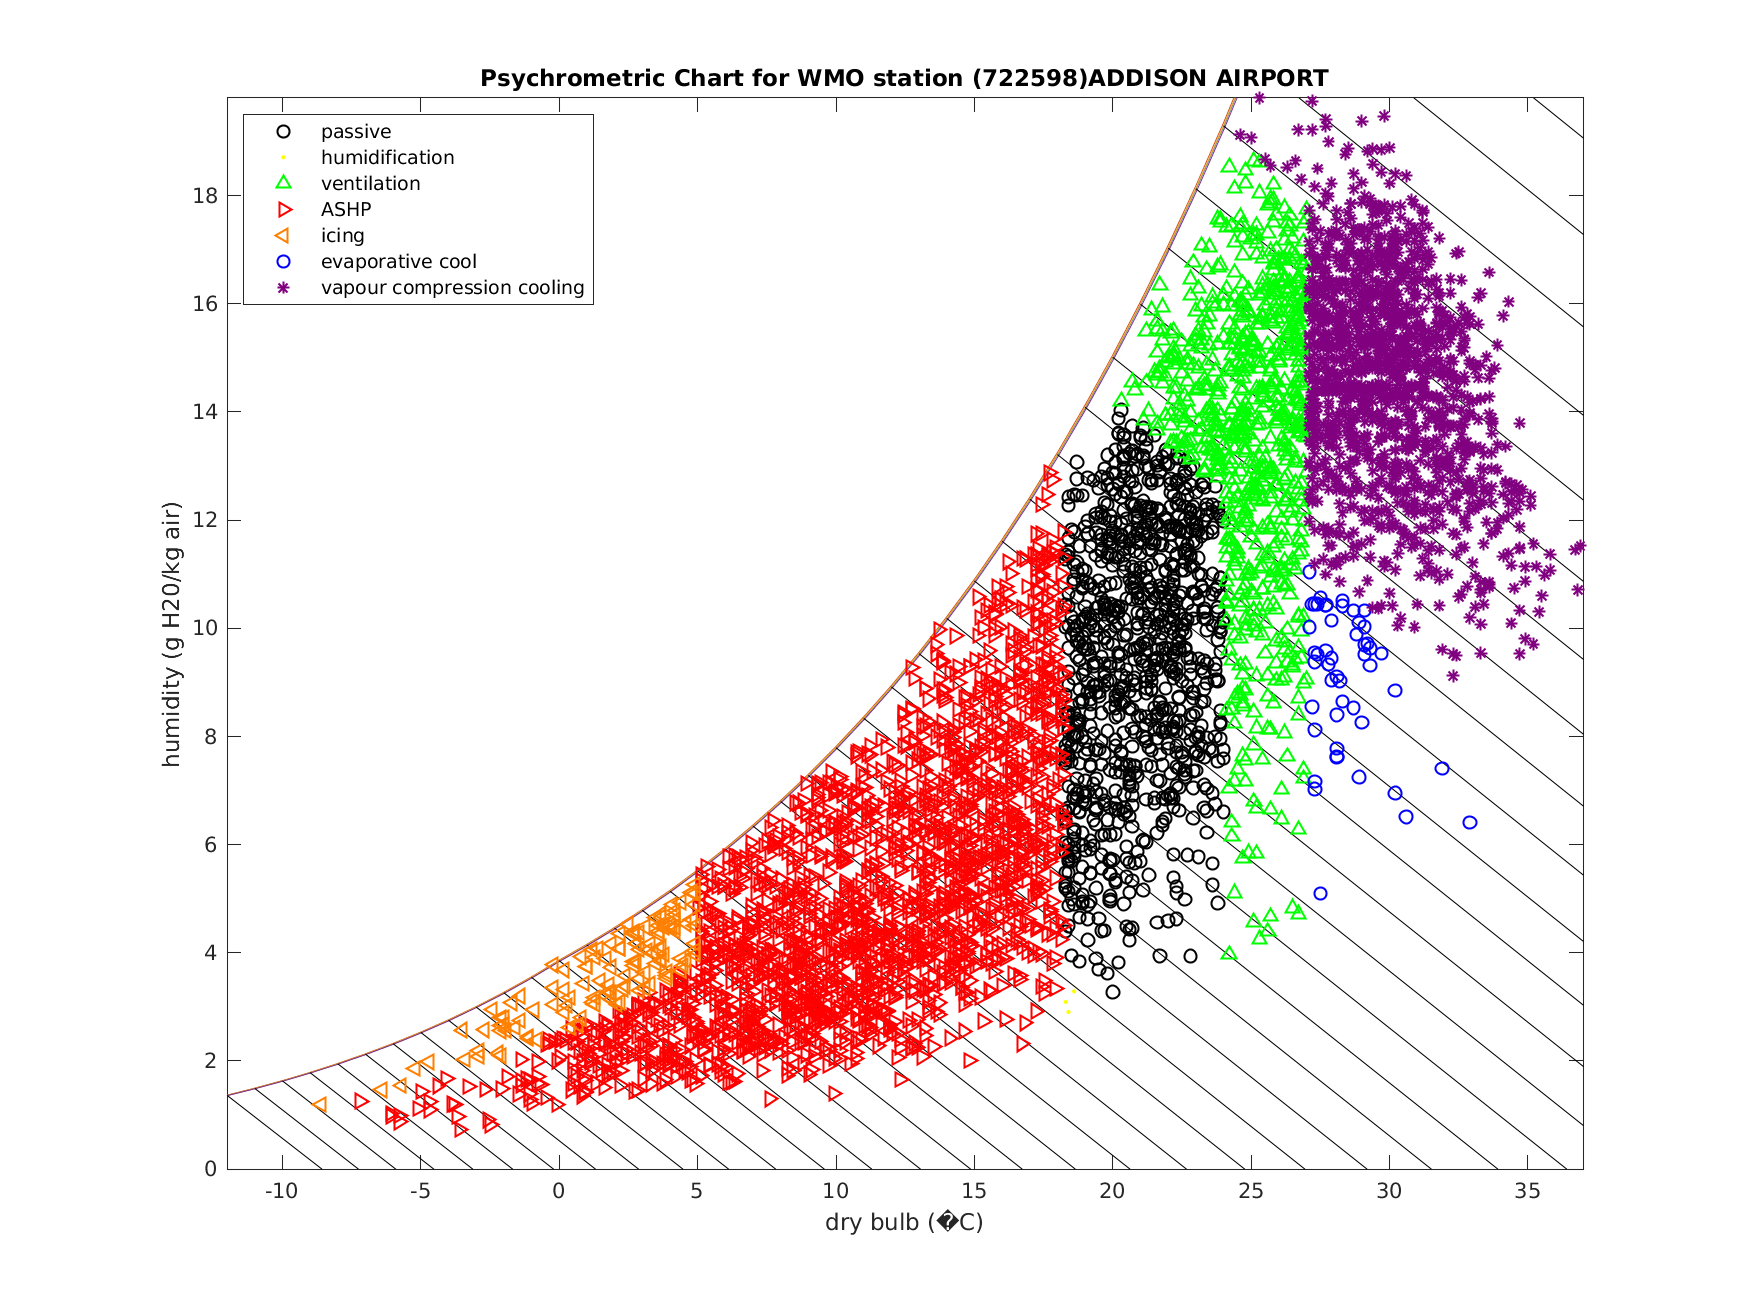 Psychrometric Chart for WMO station (722598)ADDISON AIRPORT
passive
humidification
ventilation
ASHP
icing
evaporative cool
vapour compression cooling
humidity (g H20/kg air)
18
16
14
12
10
8
6
4
2
0
-10 -5 0 5 10 15 20 25 30 35
dry bulb (�C)